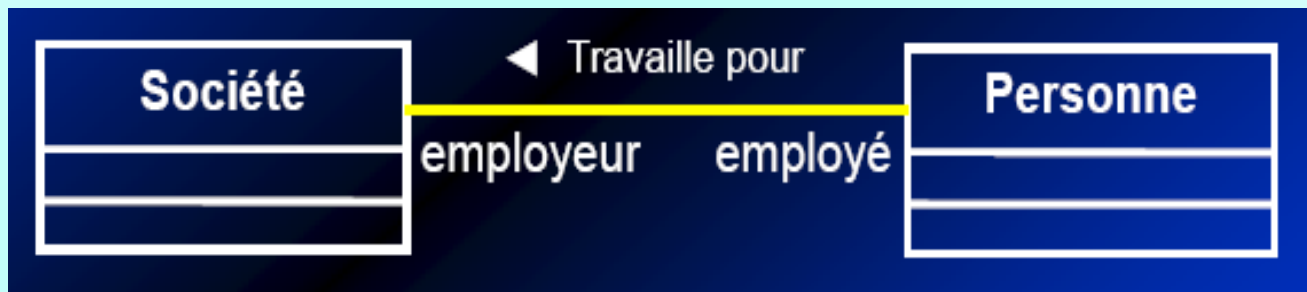 ◄ Travaille pour
Société
Personne
employeur
employé